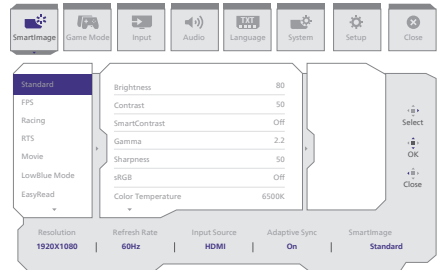 SmartImage
Game Mode
Input
Audio
TXT
Language
System
Setup
Close
Standard
FPS
Racing
RTS
Movie
LowBlue Mode
EasyRead
Brightness 80
Contrast 50
SmartContrast Off
Gamma 2.2
Sharpness 50
sRGB Off
Color Temperature 6500K
Select
OK
Close
Resolution Refresh Rate Input Source Adaptive Sync SmartImage
1920X1080 | 60Hz | HDMI | On | Standard